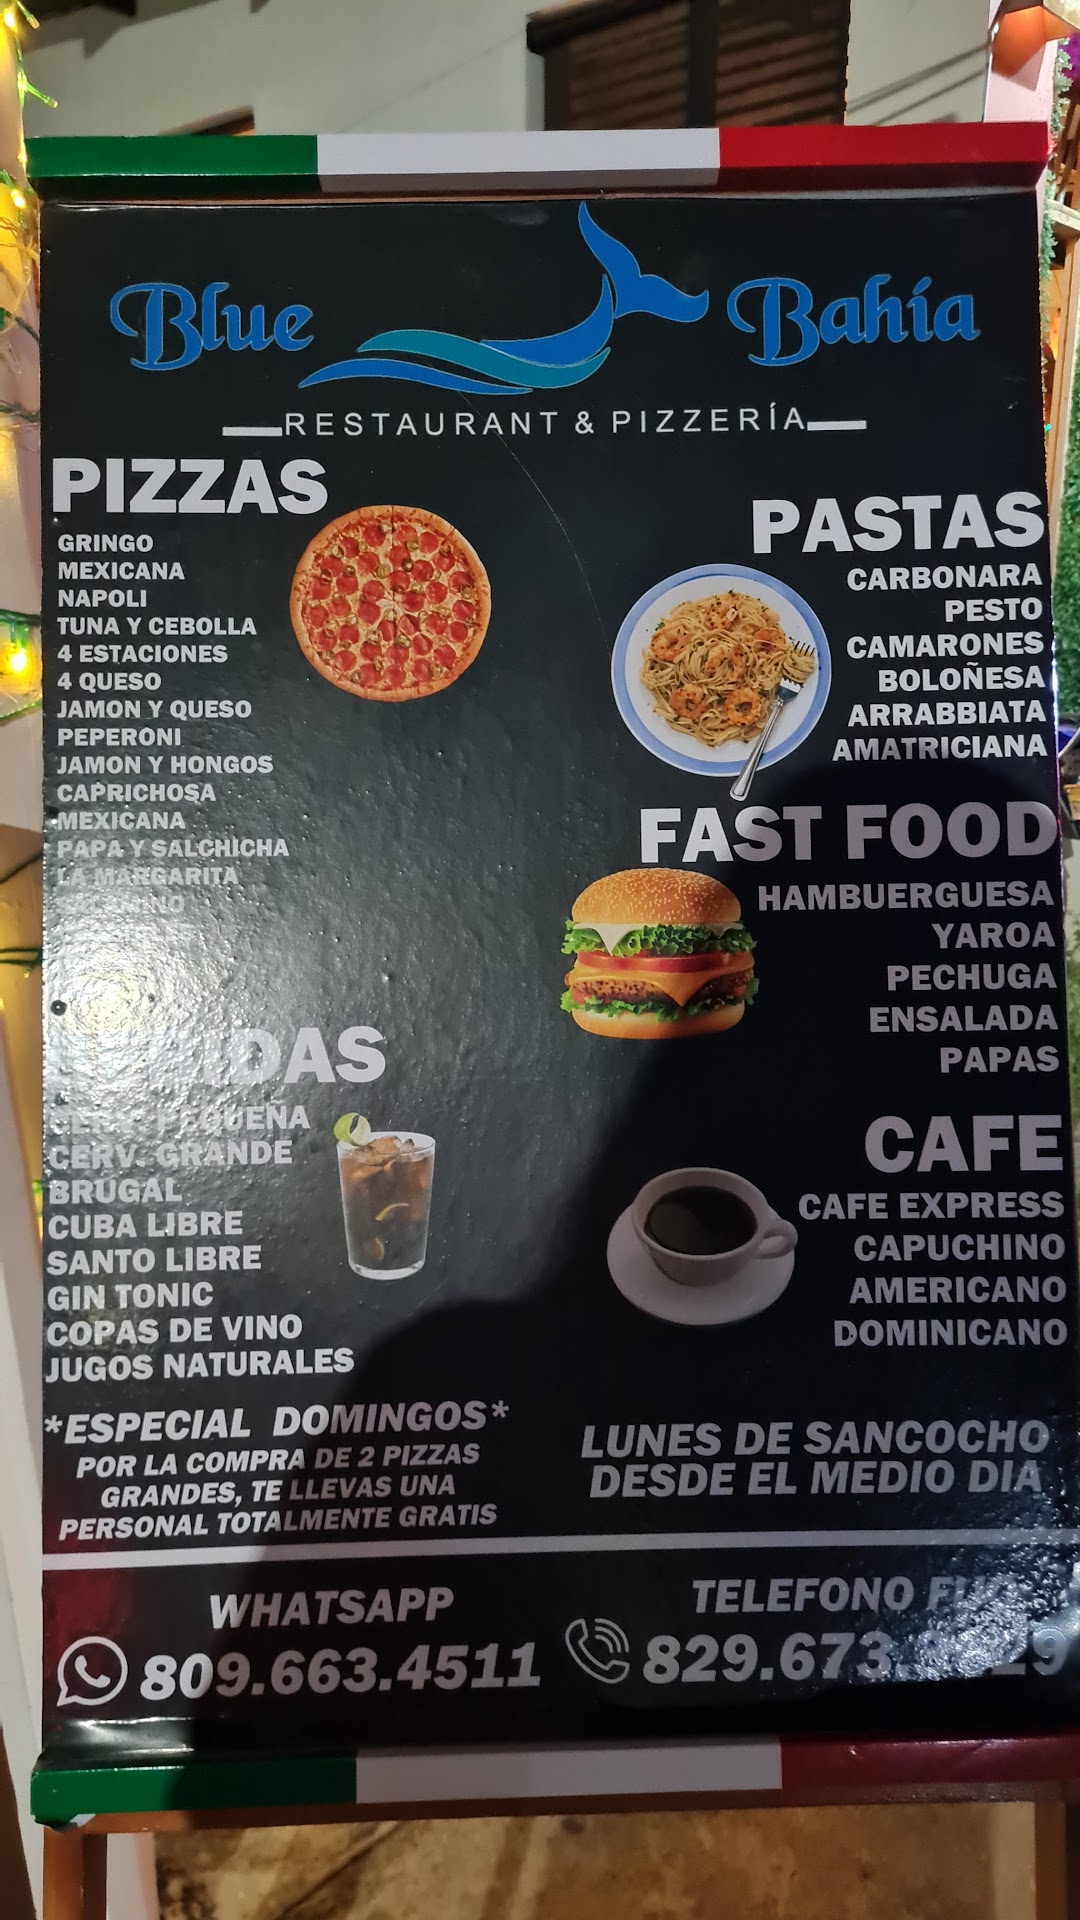 Blue Bahía
RESTAURANT & PIZZERÍA
PIZZAS
GRINGO
MEXICANA
NAPOLI
TUNA Y CEBOLLA
4 ESTACIONES
4 QUESO
JAMON Y QUESO
PEPERONI
JAMON Y HONGOS
CAPRICHOSA
MEXICANA
PAPA Y SALCHICHA
LA MARGARITA
PASTAS
CARBONARA
PESTO
CAMARONES
BOLOÑESA
ARRABBIATA
AMATRICIANA
FAST FOOD
HAMBUERGUESA
YAROA
PECHUGA
ENSALADA
PAPAS
PEQUEÑA
CERV. GRANDE
BRUGAL
CUBA LIBRE
SANTO LIBRE
GIN TONIC
COPAS DE VINO
JUGOS NATURALES
CAFE
CAFE EXPRESS
CAPUCHINO
AMERICANO
DOMINICANO
*ESPECIAL DOMINGOS*
POR LA COMPRA DE 2 PIZZAS
GRANDES, TE LLEVAS UNA
PERSONAL TOTALMENTE GRATIS
LUNES DE SANCOCHO
DESDE EL MEDIO DIA
WHATSAPP
809.663.4511
TELEFONO